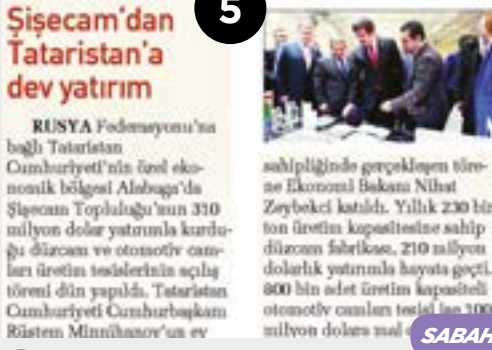 Şişecam'dan
Tataristan'a
dev yatırım
5
RUSYA Federasyonu'na
bağlı Tataristan
Cumhuriyeti'nin özel eko-
nomik bölgesi Alabuga'da
Şişecam Topluluğu'nun 310
milyon dolar yatırımla kurdu-
ğu düzcam ve otomotiv cam-
ları üretim tesislerinin açılış
töreni dün yapıldı. Tataristan
Cumhuriyeti Cumhurbaşkanı
Rüstem Minnihanov'un ev
sahipliğinde gerçekleşen töre-
ne Ekonomi Bakanı Nihat
Zeybekci katıldı. Yıllık 230 bin
ton üretim kapasitesine sahip
düzcam fabrikası, 210 milyon
dolarlık yatırımla hayata geçti.
800 bin adet üretim kapasiteli
otomotiv camları tesisi ise 100
milyon dolara mal
SABAH